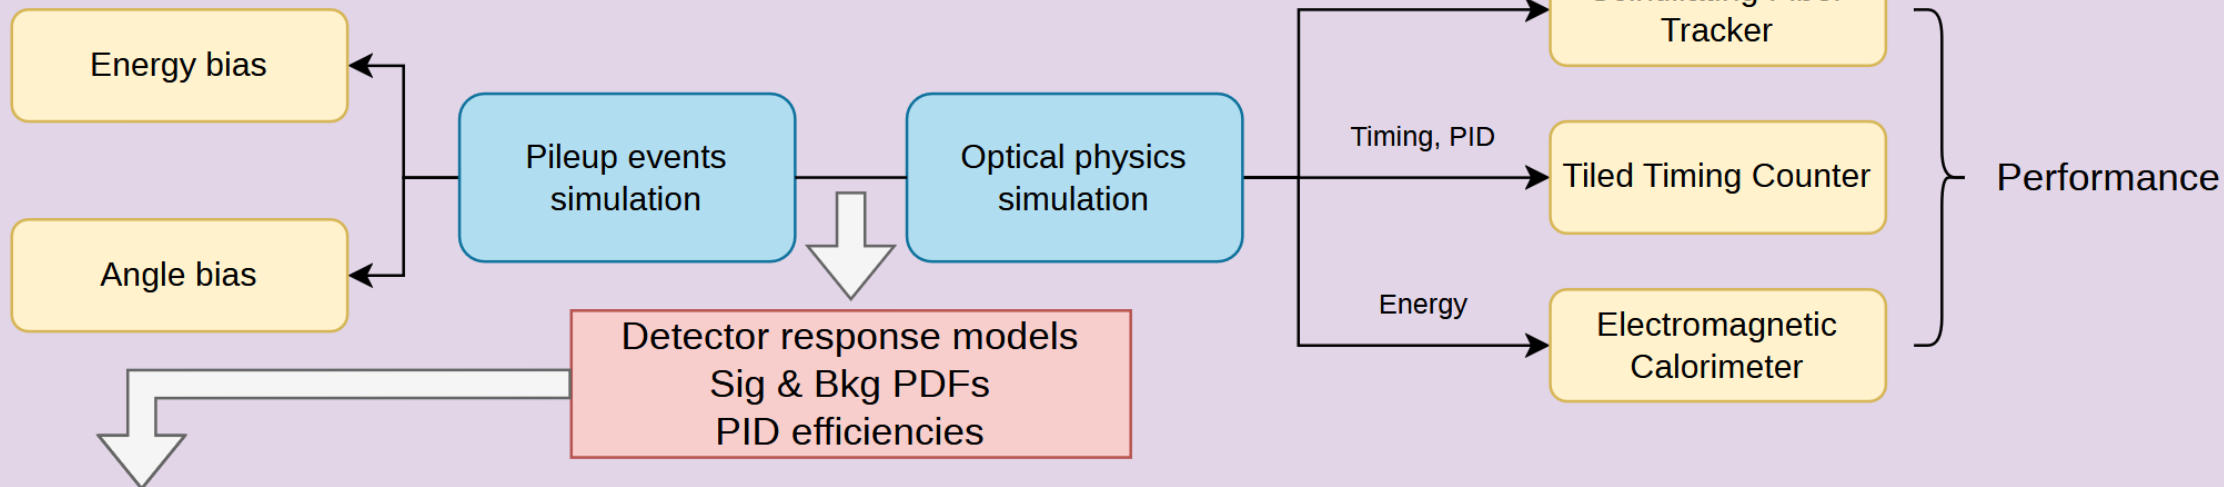 Tracker
Energy bias
Pileup events
simulation
Optical physics
simulation
Timing, PID
Tiled Timing Counter
Performance
Angle bias
Energy
Electromagnetic
Calorimeter
Detector response models
Sig & Bkg PDFs
PID efficiencies